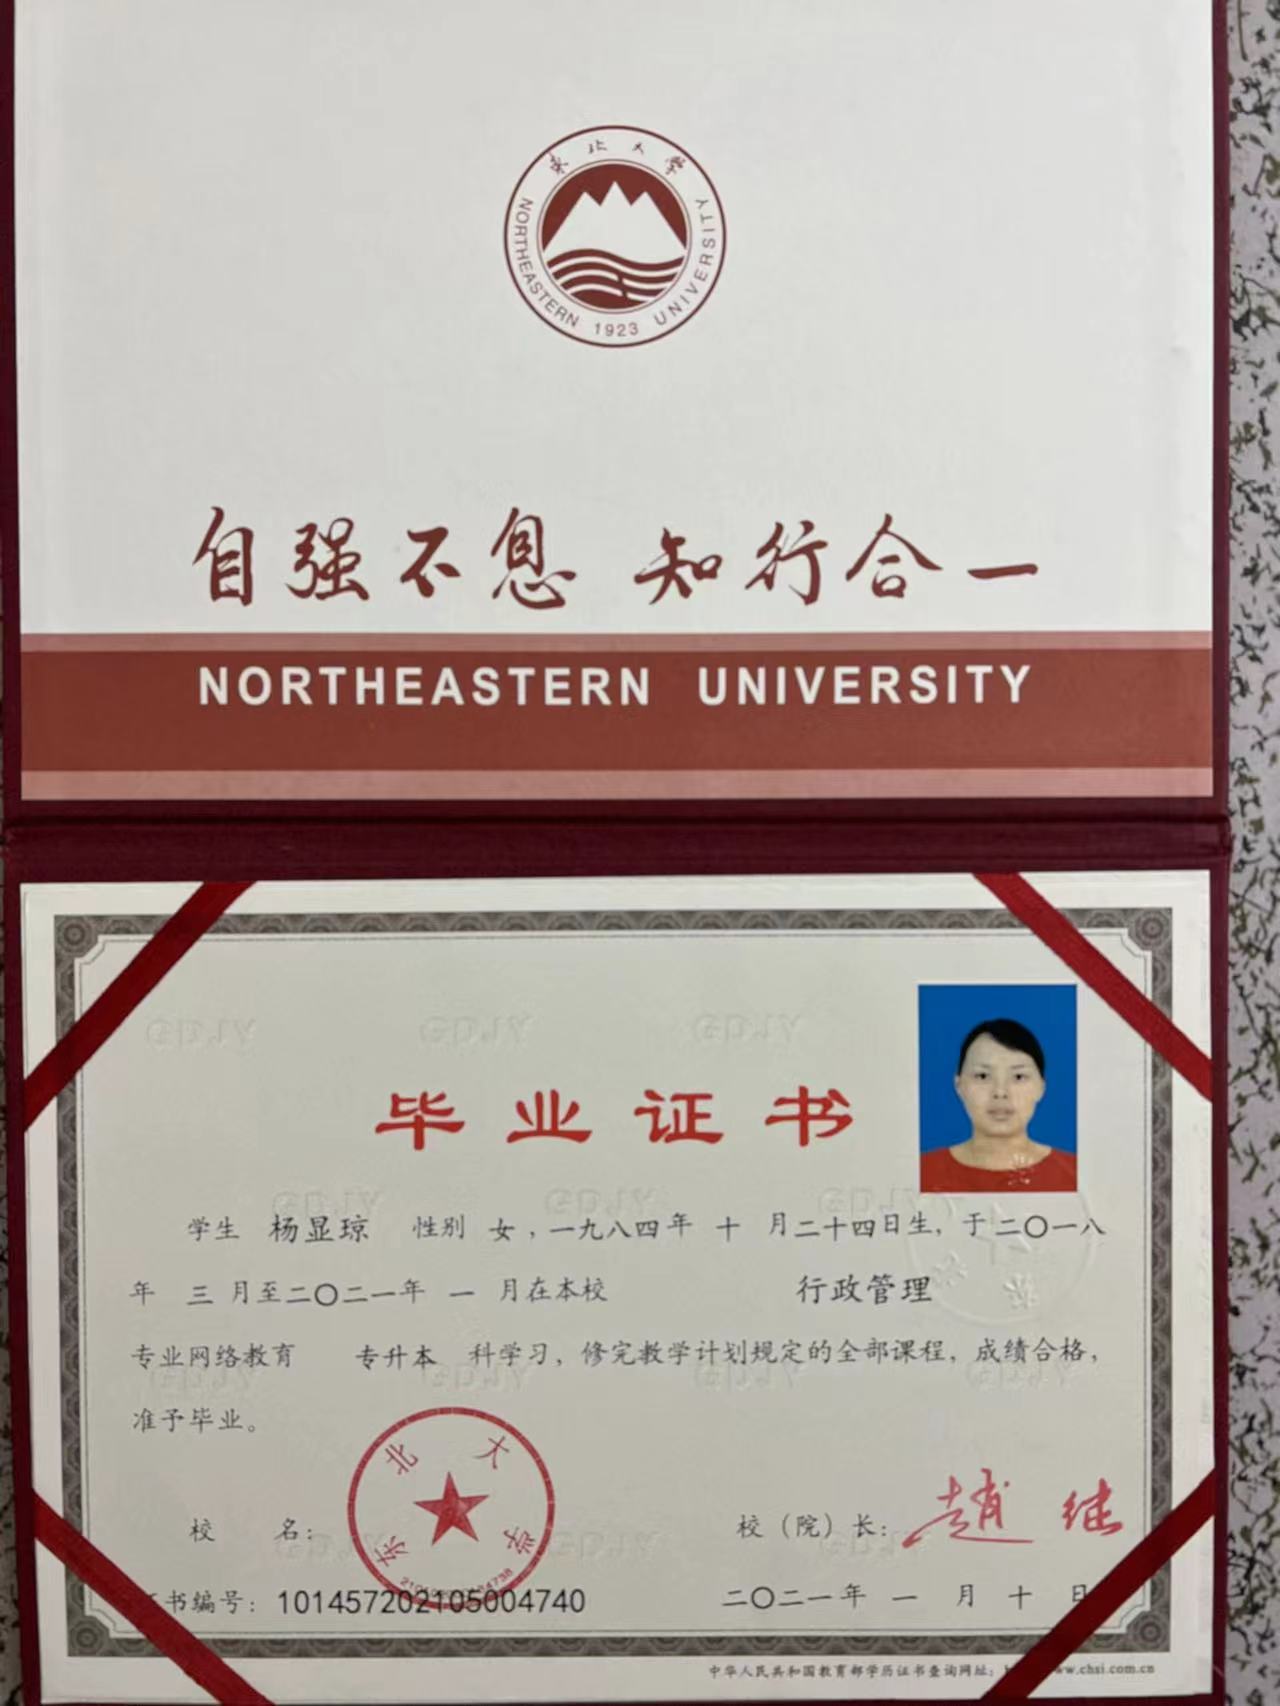 東北大学
NORTHEASTERN 1923 UNIVERSITY
自强不息 知行合一
NORTHEASTERN UNIVERSITY
毕业证书
学生 杨显琼 性别 女，一九八四年 十 月二十四日生，于二〇一八
年 三 月至二〇二一年 一 月在本校 行政管理
专业网络教育 专升本 科学习，修完教学计划规定的全部课程，成绩合格，
准予毕业。
东北大学
校 名：
校（院）长：赵继
书编号：101457202105004740
二〇二一年 一 月 十 日
中华人民共和国教育部学历证书查询网址：www.chsi.com.cn